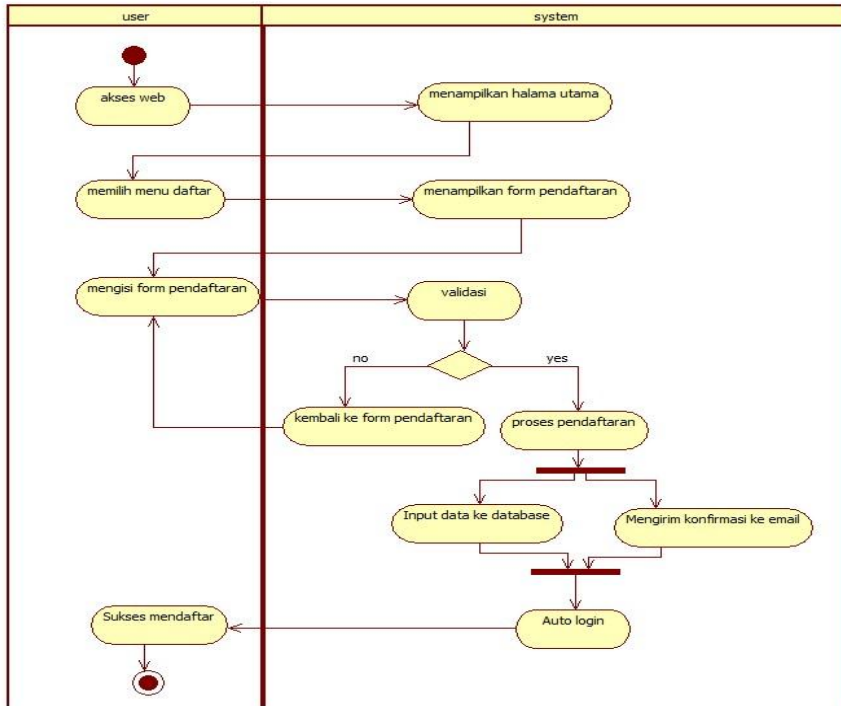 user
system
akses web
menampilkan halama utama
memilih menu daftar
menampilkan form pendaftaran
mengisi form pendaftaran
validasi
no
yes
kembali ke form pendaftaran
proses pendaftaran
Input data ke database
Mengirim konfirmasi ke email
Sukses mendaftar
Auto login